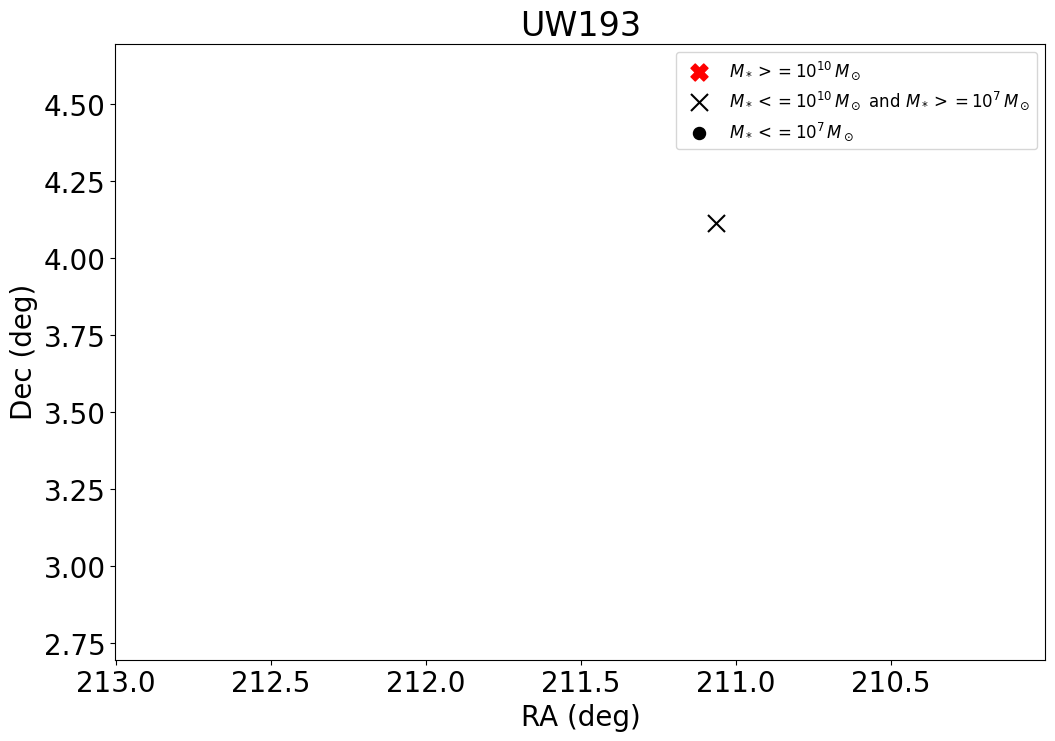 UW193
M* >= 10^10 M⊙
M* <= 10^10 M⊙ and M* >= 10^7 M⊙
M* <= 10^7 M⊙
4.50
4.25
4.00
3.75
3.50
3.25
3.00
2.75
Dec (deg)
213.0 212.5 212.0 211.5 211.0 210.5
RA (deg)